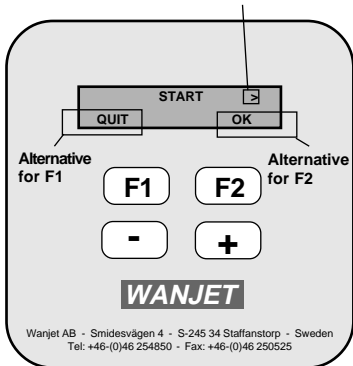 START >
QUIT OK
Alternative
for F1
Alternative
for F2
F1 F2
- +
WANJET
Wanjet AB - Smidesvägen 4 - S-245 34 Staffanstorp - Sweden
Tel: +46-(0)46 254850 - Fax: +46-(0)46 250525